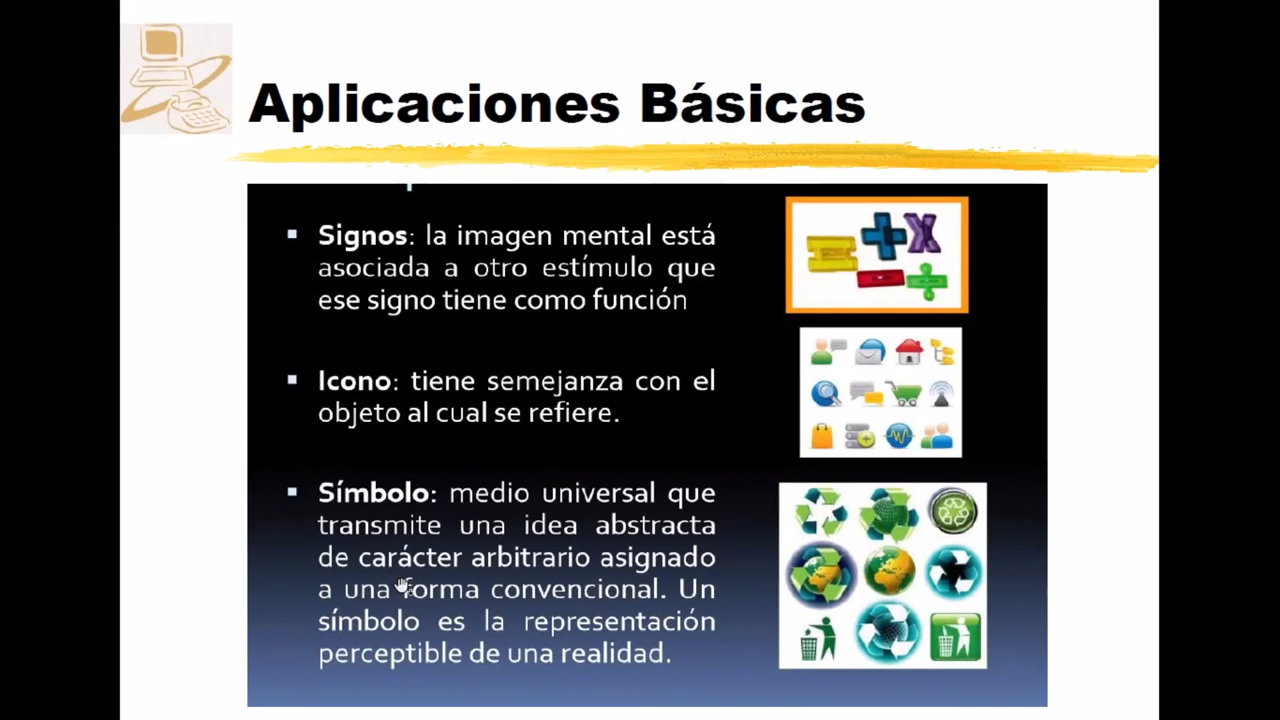 Aplicaciones Básicas
Signos: la imagen mental está
asociada a otro estímulo que
ese signo tiene como función
Icono: tiene semejanza con el
objeto al cual se refiere.
Símbolo: medio universal que
transmite una idea abstracta
de carácter arbitrario asignado
a una forma convencional. Un
símbolo es la representación
perceptible de una realidad.